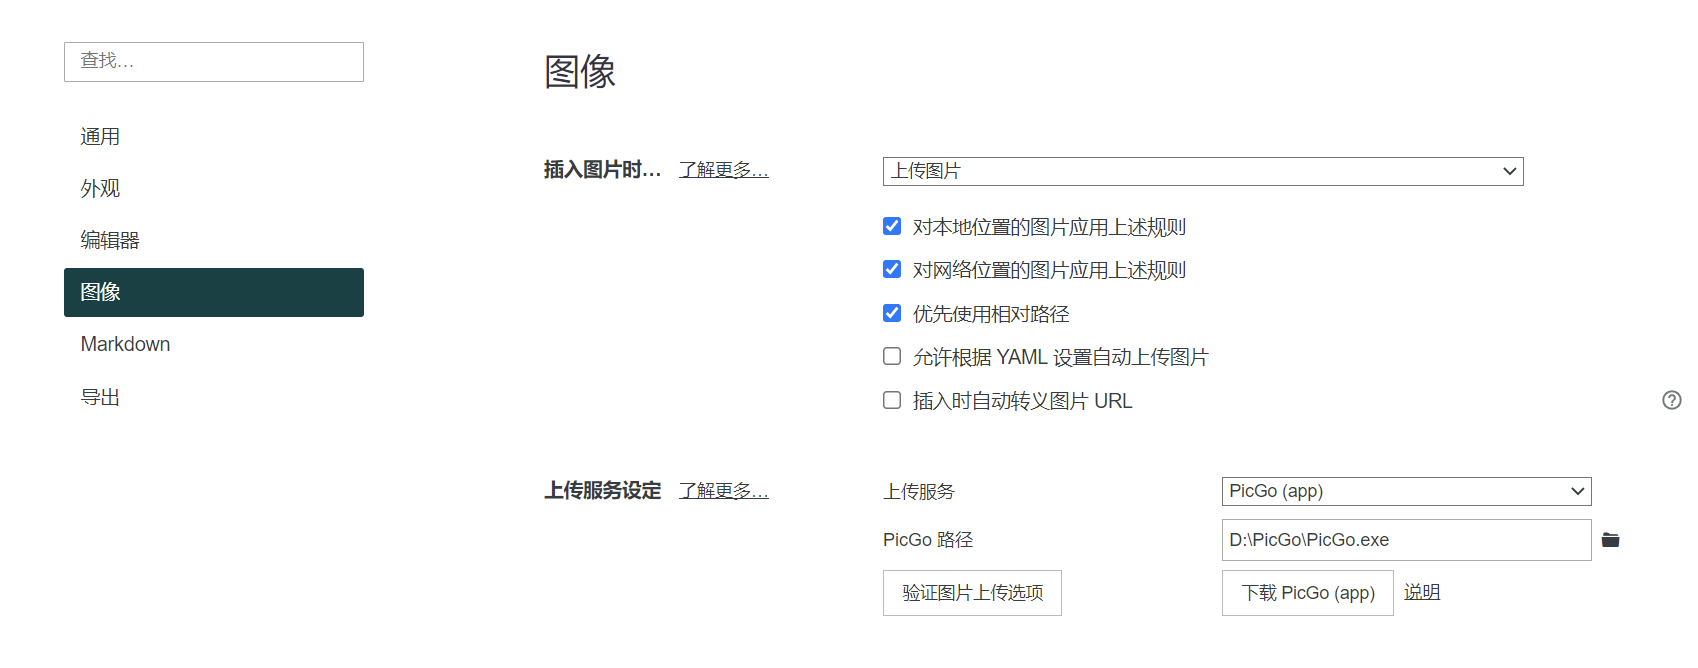 查找...
通用
外观
编辑器
图像
Markdown
导出
图像
插入图片时... 了解更多... 上传图片
对本地位置的图片应用上述规则
对网络位置的图片应用上述规则
优先使用相对路径
允许根据 YAML 设置自动上传图片
插入时自动转义图片 URL
上传服务设定 了解更多... 上传服务 PicGo (app)
PicGo 路径 D:\PicGo\PicGo.exe
验证图片上传选项 下载 PicGo (app) 说明